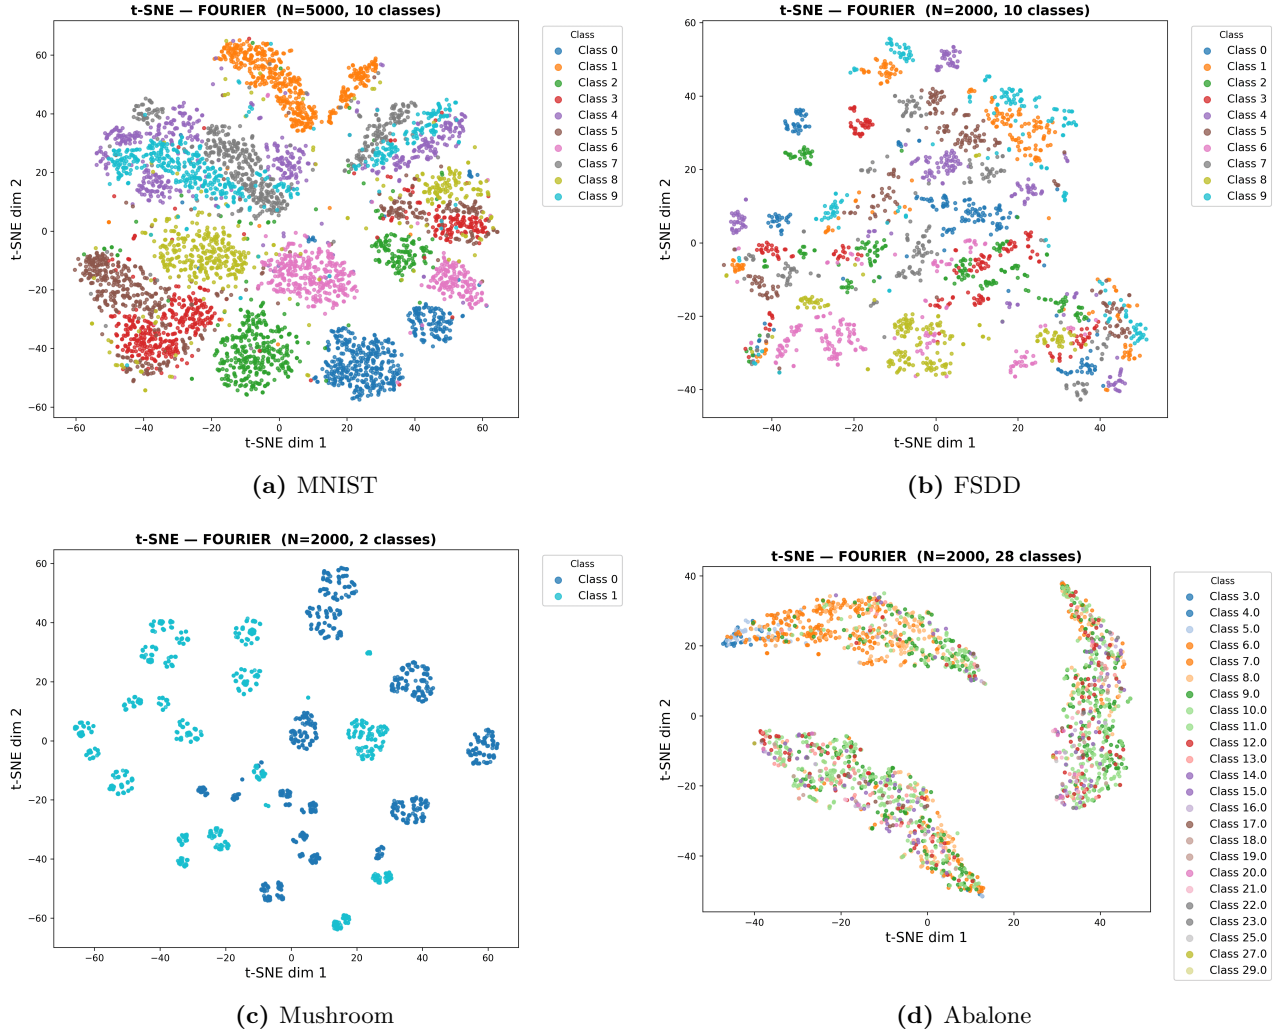 t-SNE — FOURIER (N=5000, 10 classes)
t-SNE dim 2
60
40
20
0
−20
−40
−60
−60
−40
−20
0
20
40
60
t-SNE dim 1
Class
Class 0
Class 1
Class 2
Class 3
Class 4
Class 5
Class 6
Class 7
Class 8
Class 9
(a) MNIST
t-SNE — FOURIER (N=2000, 10 classes)
t-SNE dim 2
60
40
20
0
−20
−40
−40
−20
0
20
40
t-SNE dim 1
Class
Class 0
Class 1
Class 2
Class 3
Class 4
Class 5
Class 6
Class 7
Class 8
Class 9
(b) FSDD
t-SNE — FOURIER (N=2000, 2 classes)
t-SNE dim 2
60
40
20
0
−20
−40
−60
−60
−40
−20
0
20
40
60
t-SNE dim 1
Class
Class 0
Class 1
(c) Mushroom
t-SNE — FOURIER (N=2000, 28 classes)
t-SNE dim 2
40
20
0
−20
−40
−40
−20
0
20
40
t-SNE dim 1
Class
Class 3.0
Class 4.0
Class 5.0
Class 6.0
Class 7.0
Class 8.0
Class 9.0
Class 10.0
Class 11.0
Class 12.0
Class 13.0
Class 14.0
Class 15.0
Class 16.0
Class 17.0
Class 18.0
Class 19.0
Class 20.0
Class 21.0
Class 22.0
Class 23.0
Class 25.0
Class 27.0
Class 29.0
(d) Abalone